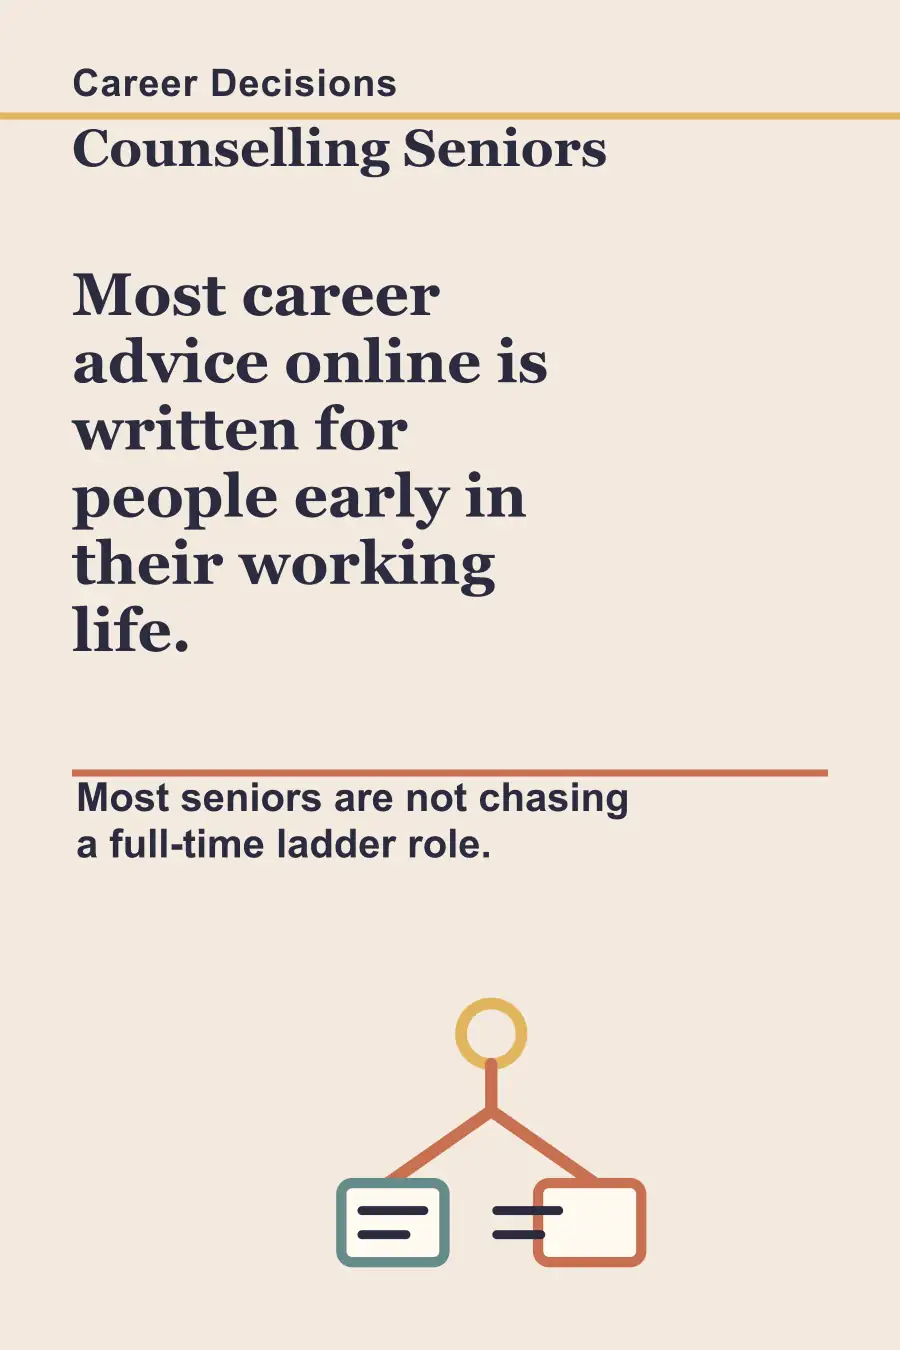 Career Decisions
Counselling Seniors
Most career
advice online is
written for
people early in
their working
life.
Most seniors are not chasing
a full-time ladder role.